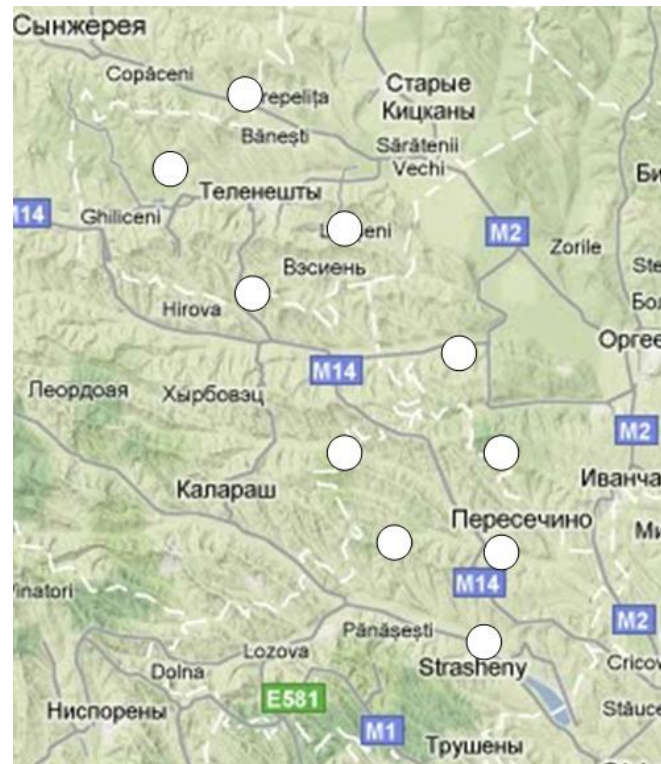 Сынжерея
Copăceni
Старые
Кицканы
repelița
Bănești
Sărătenii
Vechi
Теленешты
Би
M14
Ghiliceni
eni
M2
Zorile
Вэсиень
Ste
Hirova
Бол
Оргее
M14
Леордоая
Хырбовэц
M2
Калараш
Иванча
Пересечино
Ми
M14
inatori
M2
Pănășești
Lozova
Strasheny
Cricov
Dolna
E581
Ниспорены
Stăuce
M1
Трушены